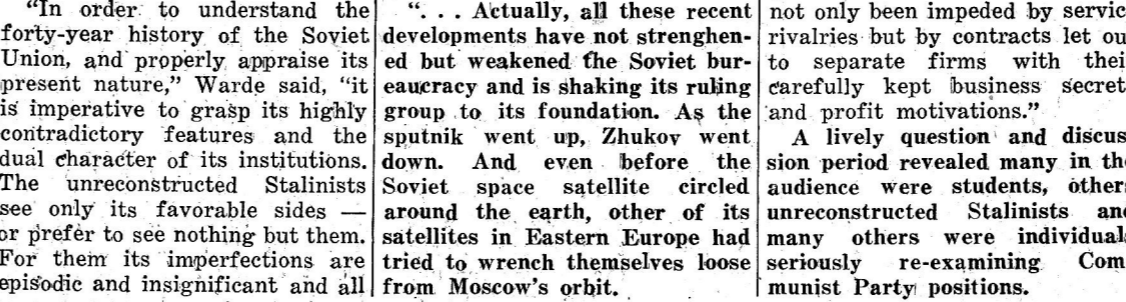 "In order to understand the
forty-year history of the Soviet
Union, and properly appraise its
present nature," Warde said, "it
is imperative to grasp its highly
contradictory features and the
dual character of its institutions.
The unreconstructed Stalinists
see only its favorable sides —
or prefer to see nothing but them.
For them its imperfections are
episodic and insignificant and all
". . . Actually, all these recent
developments have not strenghen-
ed but weakened the Soviet bur-
eaucracy and is shaking its ruling
group to its foundation. As the
sputnik went up, Zhukov went
down. And even before the
Soviet space satellite circled
around the earth, other of its
satellites in Eastern Europe had
tried to wrench themselves loose
from Moscow's orbit.
not only been impeded by servic
rivalries but by contracts let ou
to separate firms with thei
carefully kept business secret
and profit motivations."
A lively question and discus
sion period revealed many in the
audience were students, other
unreconstructed Stalinists and
many others were individual
seriously re-examining Com
munist Party positions.